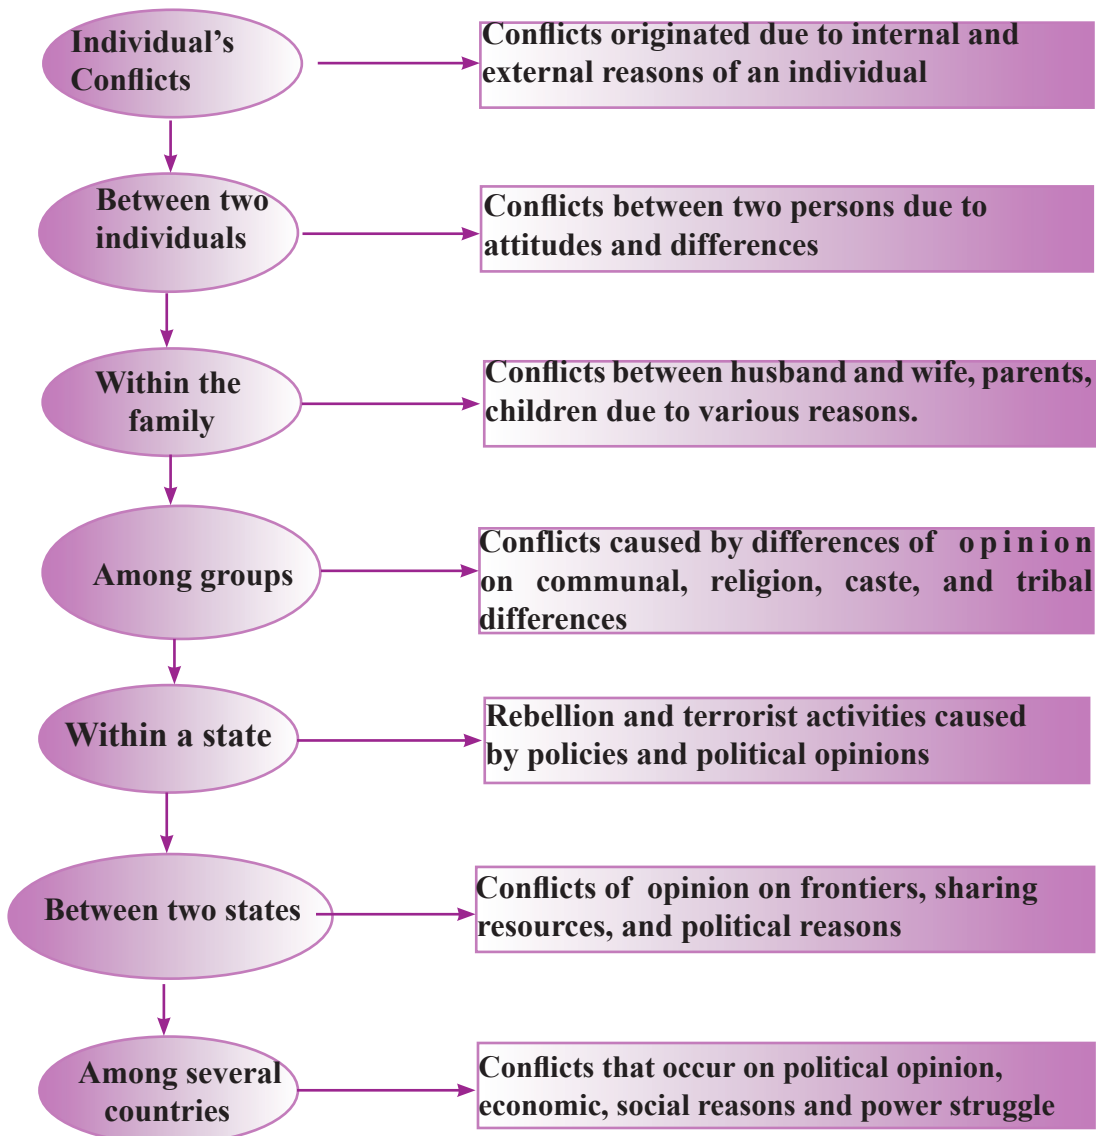 Individual’s
Conflicts
Conflicts originated due to internal and
external reasons of an individual
Between two
individuals
Conflicts between two persons due to
attitudes and differences
Within the
family
Conflicts between husband and wife, parents,
children due to various reasons.
Among groups
Conflicts caused by differences of opinion
on communal, religion, caste, and tribal
differences
Within a state
Rebellion and terrorist activities caused
by policies and political opinions
Between two states
Conflicts of opinion on frontiers, sharing
resources, and political reasons
Among several
countries
Conflicts that occur on political opinion,
economic, social reasons and power struggle